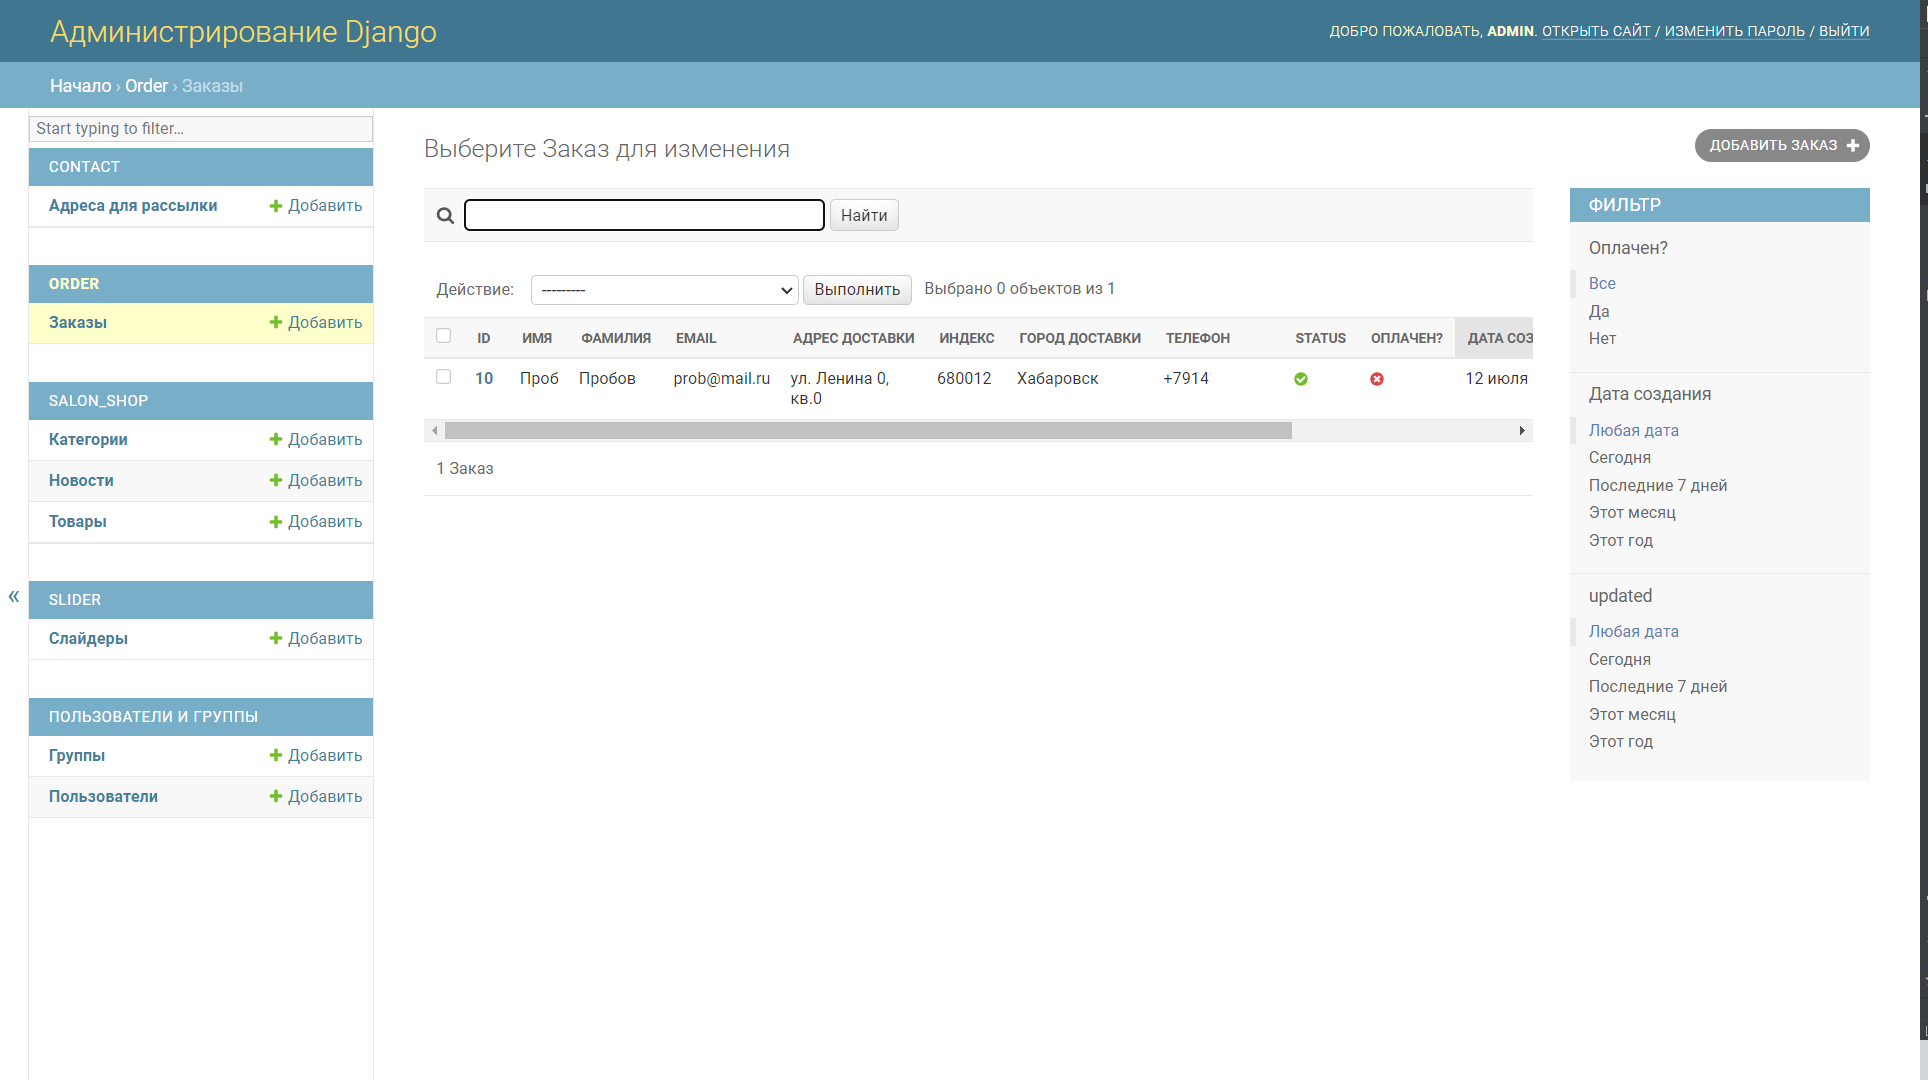 Администрирование Django
ДОБРО ПОЖАЛОВАТЬ, ADMIN. ОТКРЫТЬ САЙТ / ИЗМЕНИТЬ ПАРОЛЬ / ВЫЙТИ
Начало › Order › Заказы
Start typing to filter...
CONTACT
Адреса для рассылки Добавить
ORDER
Заказы Добавить
SALON_SHOP
Категории Добавить
Новости Добавить
Товары Добавить
«
SLIDER
Слайдеры Добавить
ПОЛЬЗОВАТЕЛИ И ГРУППЫ
Группы Добавить
Пользователи Добавить
Выберите Заказ для изменения
ДОБАВИТЬ ЗАКАЗ
Найти
Действие: --------- Выполнить Выбрано 0 объектов из 1
ID ИМЯ ФАМИЛИЯ EMAIL АДРЕС ДОСТАВКИ ИНДЕКС ГОРОД ДОСТАВКИ ТЕЛЕФОН STATUS ОПЛАЧЕН? ДАТА СОЗ
10 Проб Пробов prob@mail.ru ул. Ленина 0, 680012 Хабаровск +7914 12 июля
кв.0
1 Заказ
ФИЛЬТР
Оплачен?
Все
Да
Нет
Дата создания
Любая дата
Сегодня
Последние 7 дней
Этот месяц
Этот год
updated
Любая дата
Сегодня
Последние 7 дней
Этот месяц
Этот год